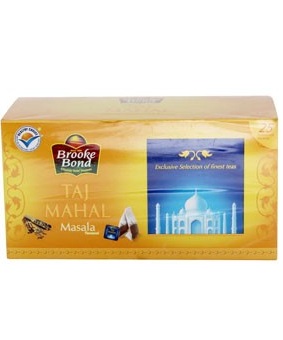 Brooke
Bond
TAJ
MAHAL
Masala
Exclusive Selection of finest teas
25